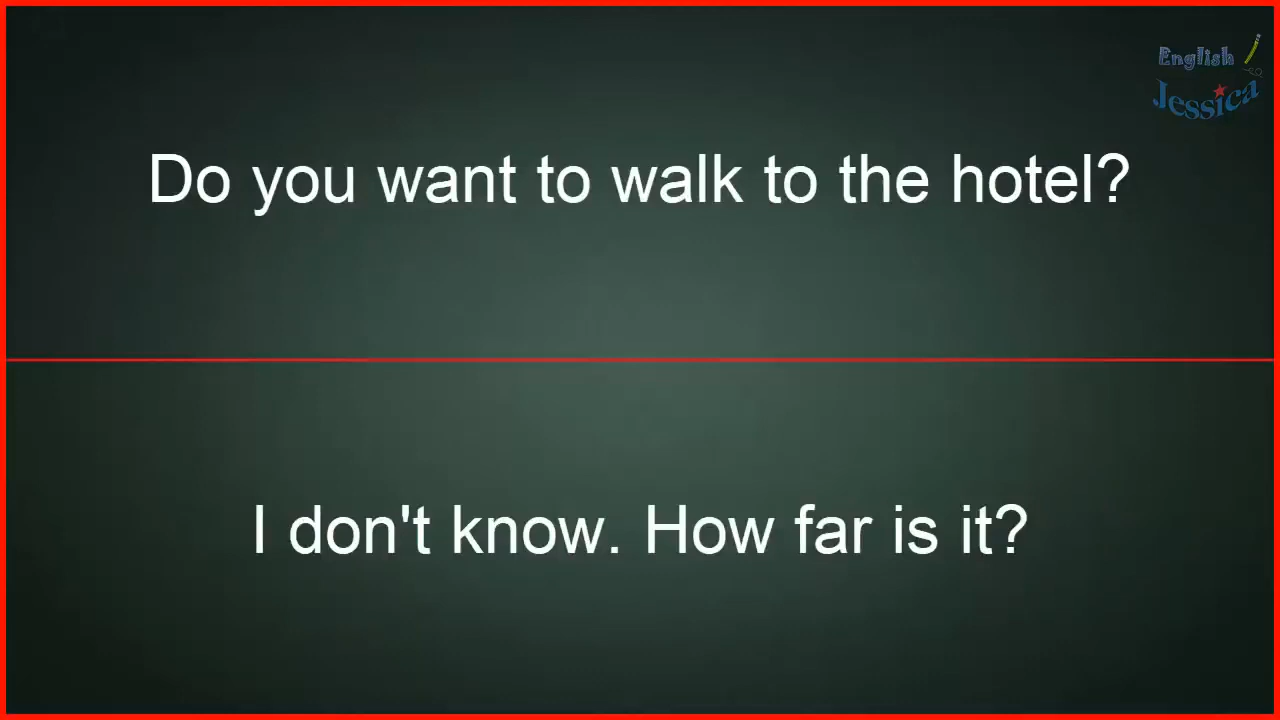 English
Jessica
Do you want to walk to the hotel?
I don't know. How far is it?